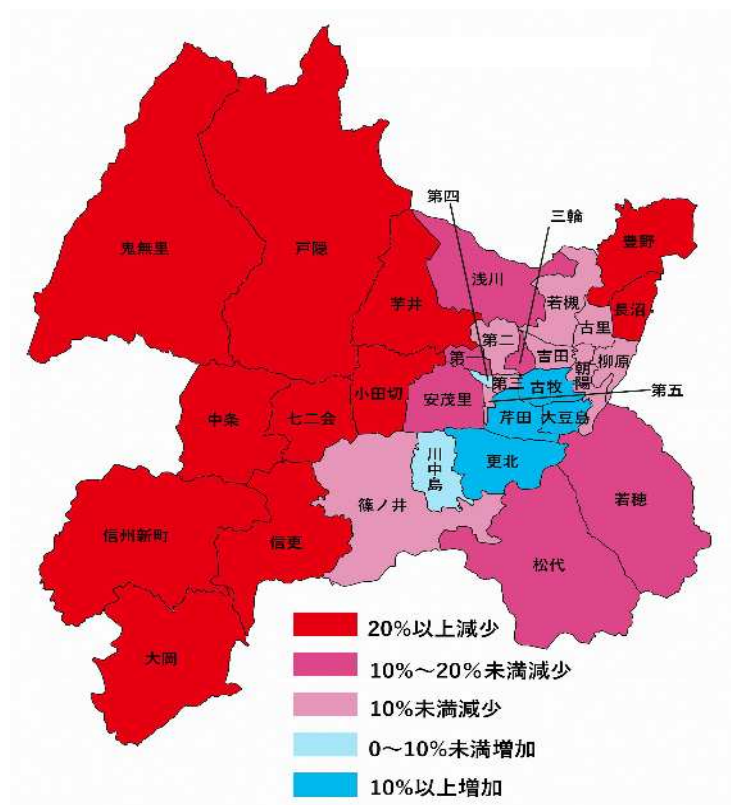 第四
三輪
豊野
鬼無里
戸隠
浅川
芋井
若槻
長沼
古里
第二
第一
吉田
朝陽
柳原
小田切
安茂里
第三
古牧
第五
中条
七二会
芹田
大豆島
川中島
更北
篠ノ井
若穂
信州新町
信更
松代
大岡
20%以上減少
10%～20%未満減少
10%未満減少
0～10%未満増加
10%以上増加